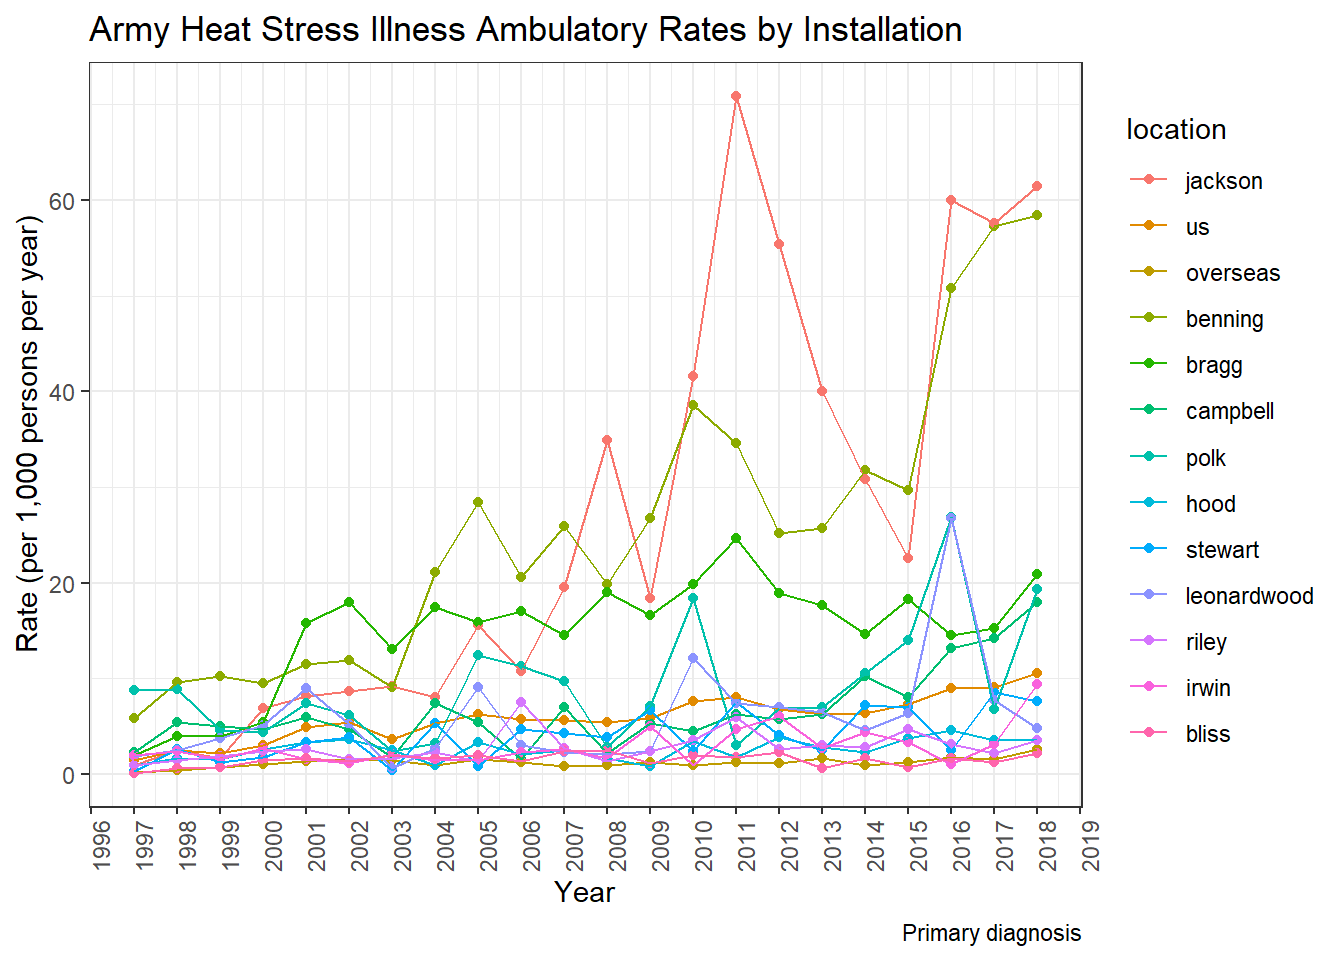 Army Heat Stress Illness Ambulatory Rates by Installation
Rate (per 1,000 persons per year)
60
40
20
0
1996
1997
1998
1999
2000
2001
2002
2003
2004
2005
2006
2007
2008
2009
2010
2011
2012
2013
2014
2015
2016
2017
2018
2019
Year
location
jackson
us
overseas
benning
bragg
campbell
polk
hood
stewart
leonardwood
riley
irwin
bliss
Primary diagnosis